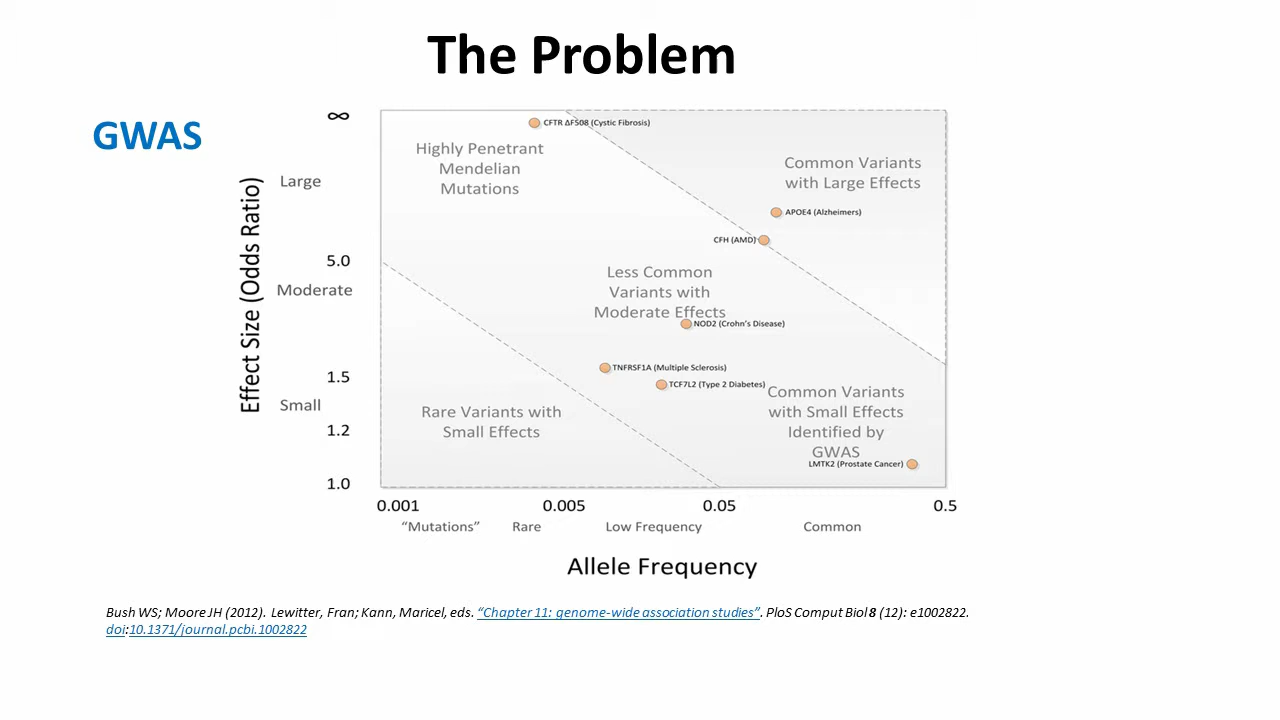 The Problem
GWAS
∞
CFTR ΔF508 (Cystic Fibrosis)
Highly Penetrant
Mendelian
Mutations
Common Variants
with Large Effects
Large
APOE4 (Alzheimers)
CFH (AMD)
5.0
Less Common
Variants with
Moderate Effects
Moderate
Effect Size (Odds Ratio)
NOD2 (Crohn's Disease)
TNFRSF1A (Multiple Sclerosis)
1.5
TCF7L2 (Type 2 Diabetes)
Common Variants
with Small Effects
Identified by
GWAS
Small
Rare Variants with
Small Effects
1.2
LMTK2 (Prostate Cancer)
1.0
0.001 0.005 0.05 0.5
“Mutations” Rare Low Frequency Common
Allele Frequency
Bush WS; Moore JH (2012). Lewitter, Fran; Kann, Maricel, eds. “Chapter 11: genome-wide association studies”. PloS Comput Biol 8 (12): e1002822.
doi:10.1371/journal.pcbi.1002822